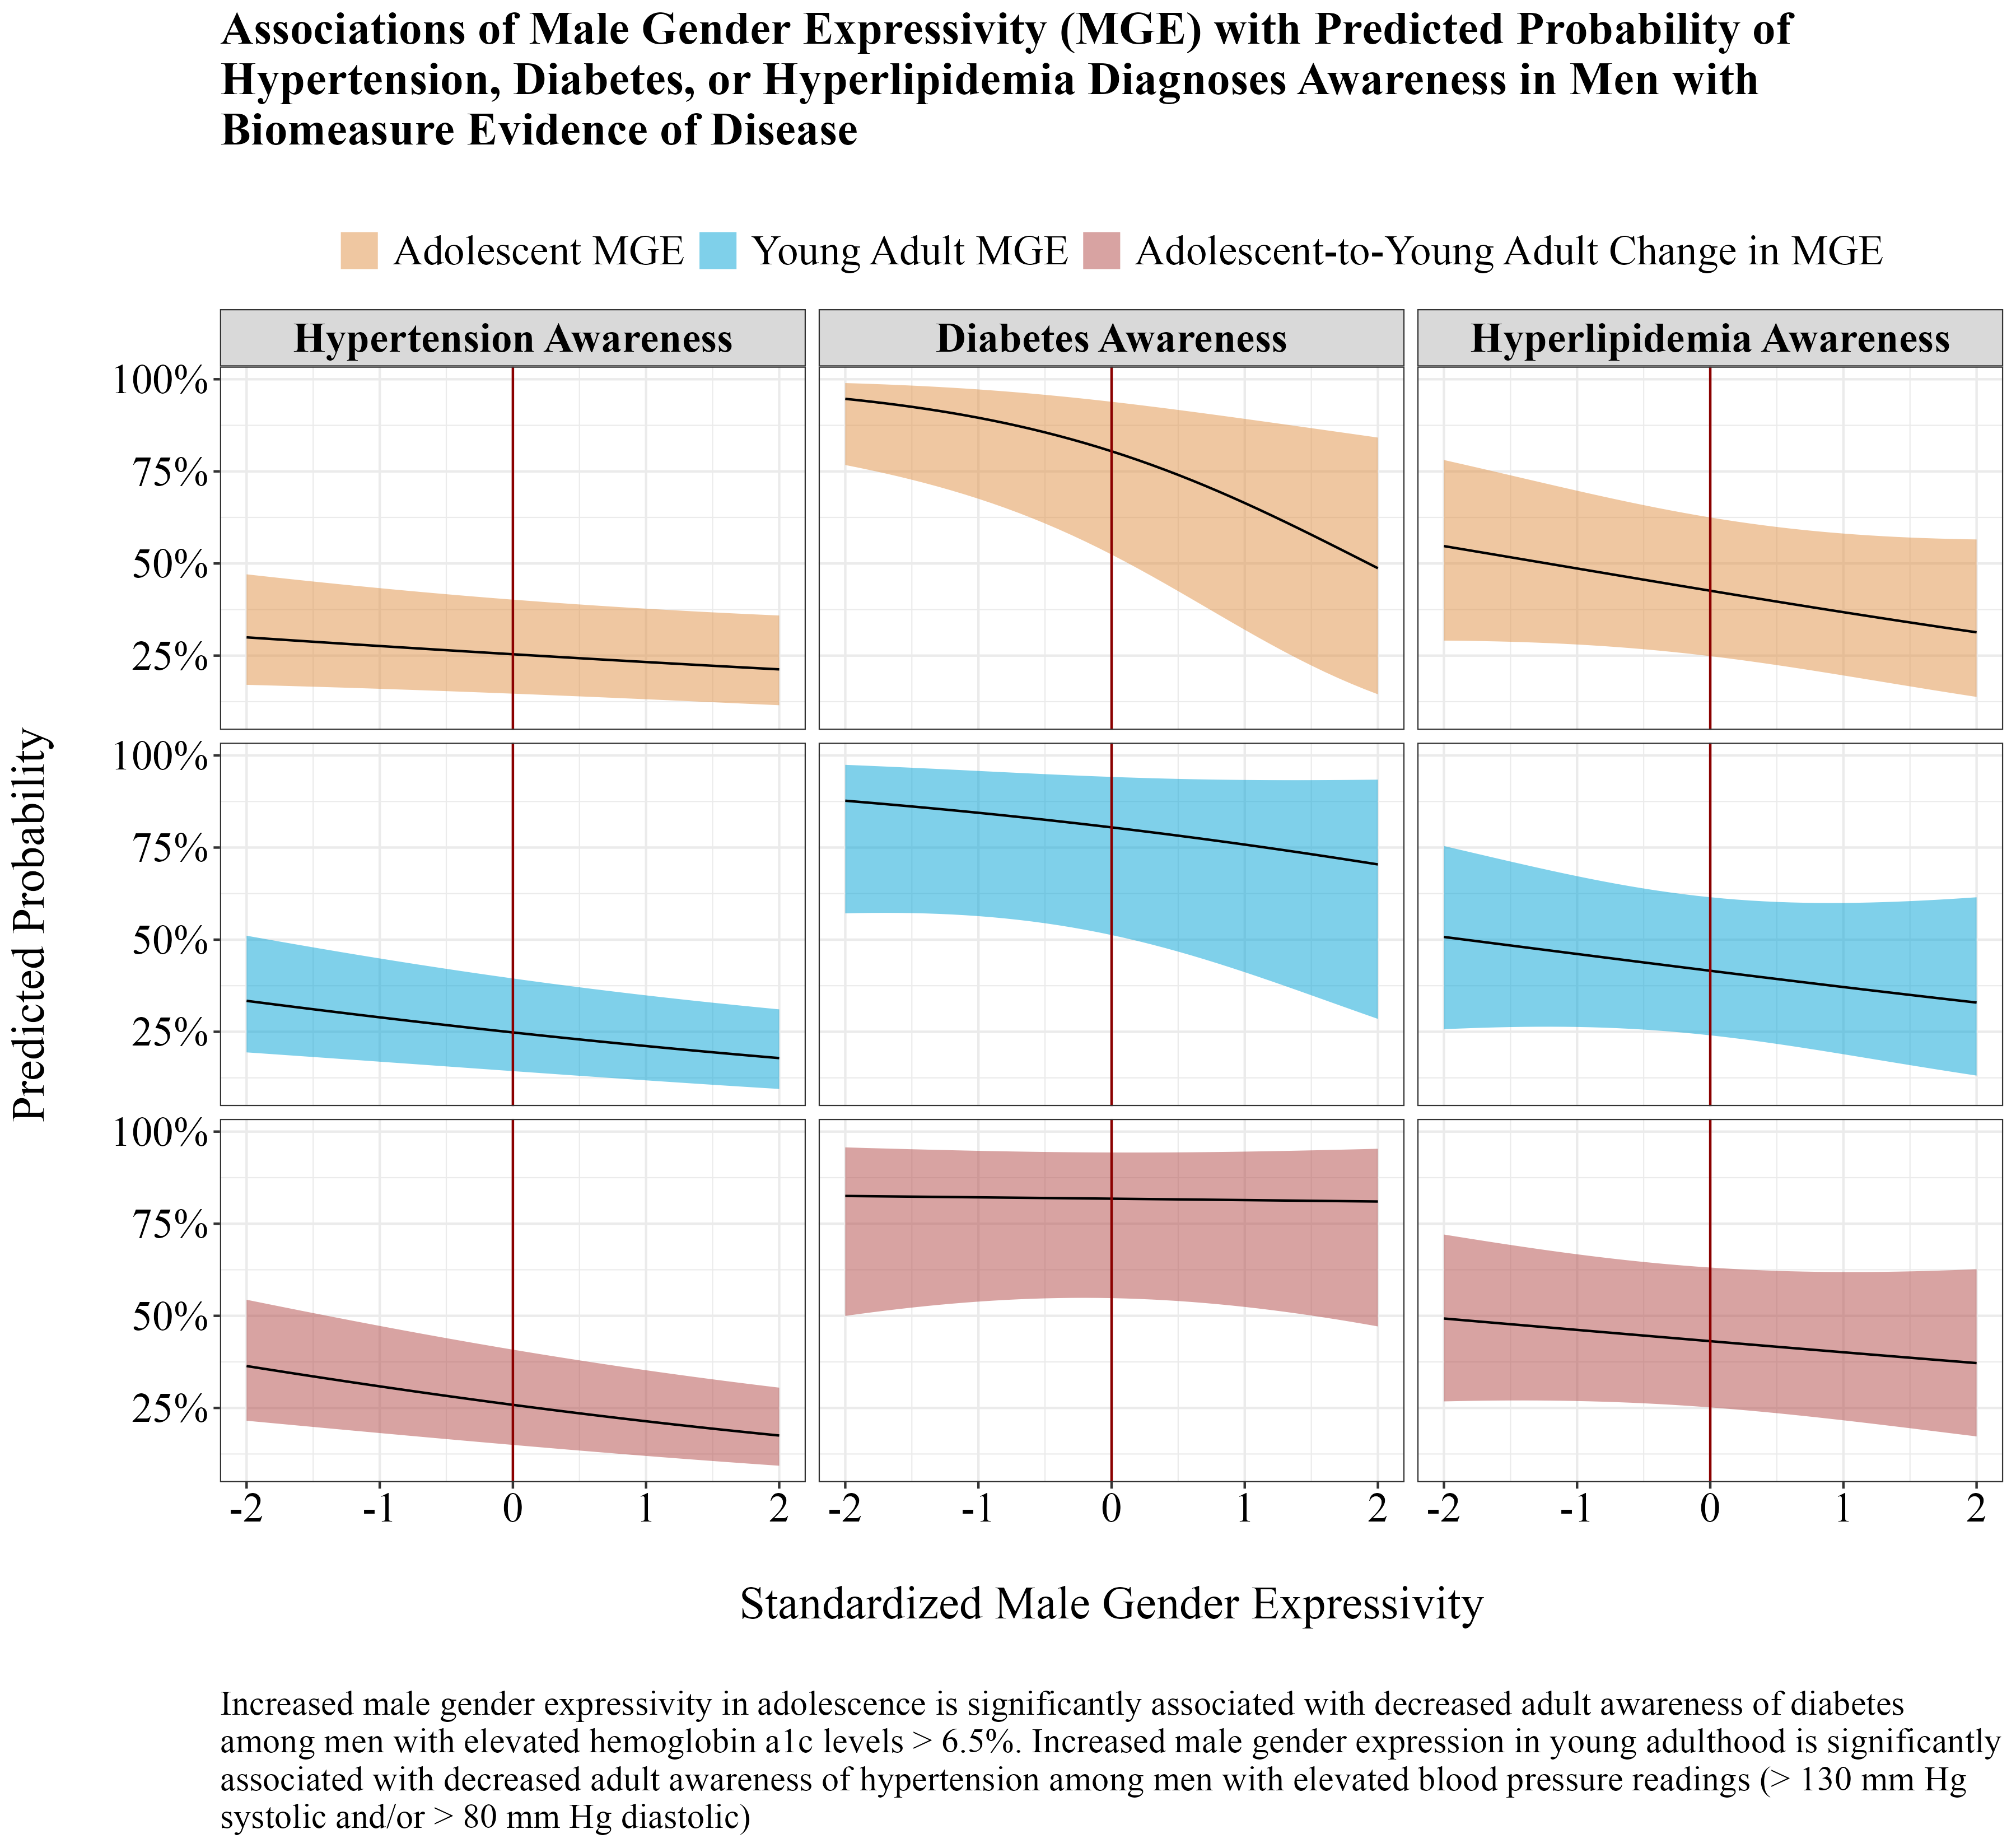 Associations of Male Gender Expressivity (MGE) with Predicted Probability of
Hypertension, Diabetes, or Hyperlipidemia Diagnoses Awareness in Men with
Biomeasure Evidence of Disease
Adolescent MGE Young Adult MGE Adolescent-to-Young Adult Change in MGE
Hypertension Awareness Diabetes Awareness Hyperlipidemia Awareness
100%
75%
50%
25%
100%
75%
50%
25%
100%
75%
50%
25%
Predicted Probability
-2 -1 0 1 2 -2 -1 0 1 2 -2 -1 0 1 2
Standardized Male Gender Expressivity
Increased male gender expressivity in adolescence is significantly associated with decreased adult awareness of diabetes
among men with elevated hemoglobin a1c levels > 6.5%. Increased male gender expression in young adulthood is significantly
associated with decreased adult awareness of hypertension among men with elevated blood pressure readings (> 130 mm Hg
systolic and/or > 80 mm Hg diastolic)